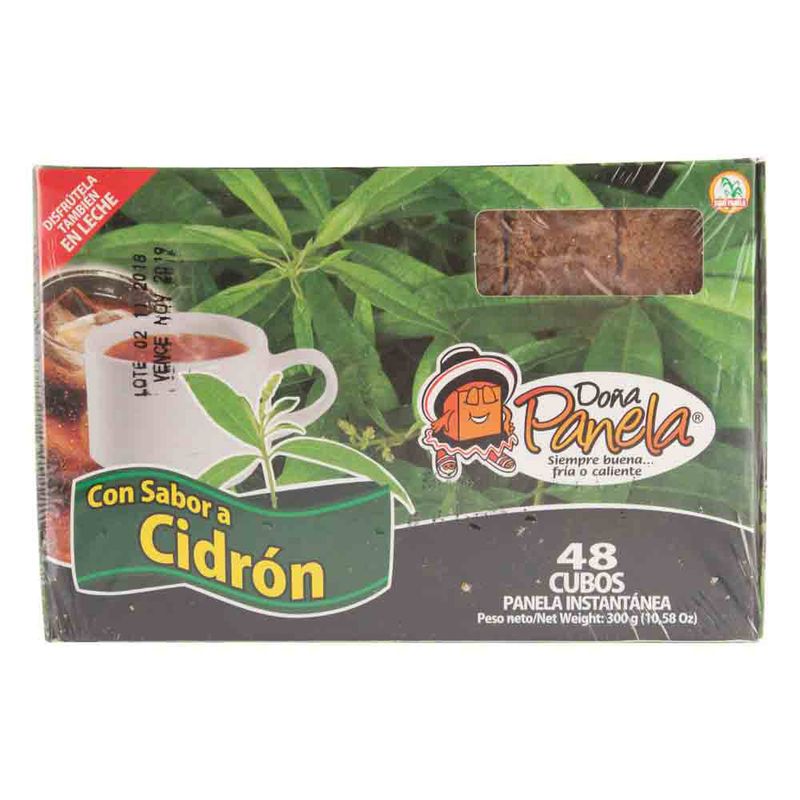 DISFRÚTELA
TAMBIÉN
EN LECHE
LOTE 02 11 2018
VENCE NOV 2019
Doña
Panela®
Siempre buena...
fría o caliente
Con Sabor a
Cidrón
48
CUBOS
PANELA INSTANTÁNEA
Peso neto/Net Weight: 300 g (10,58 Oz)